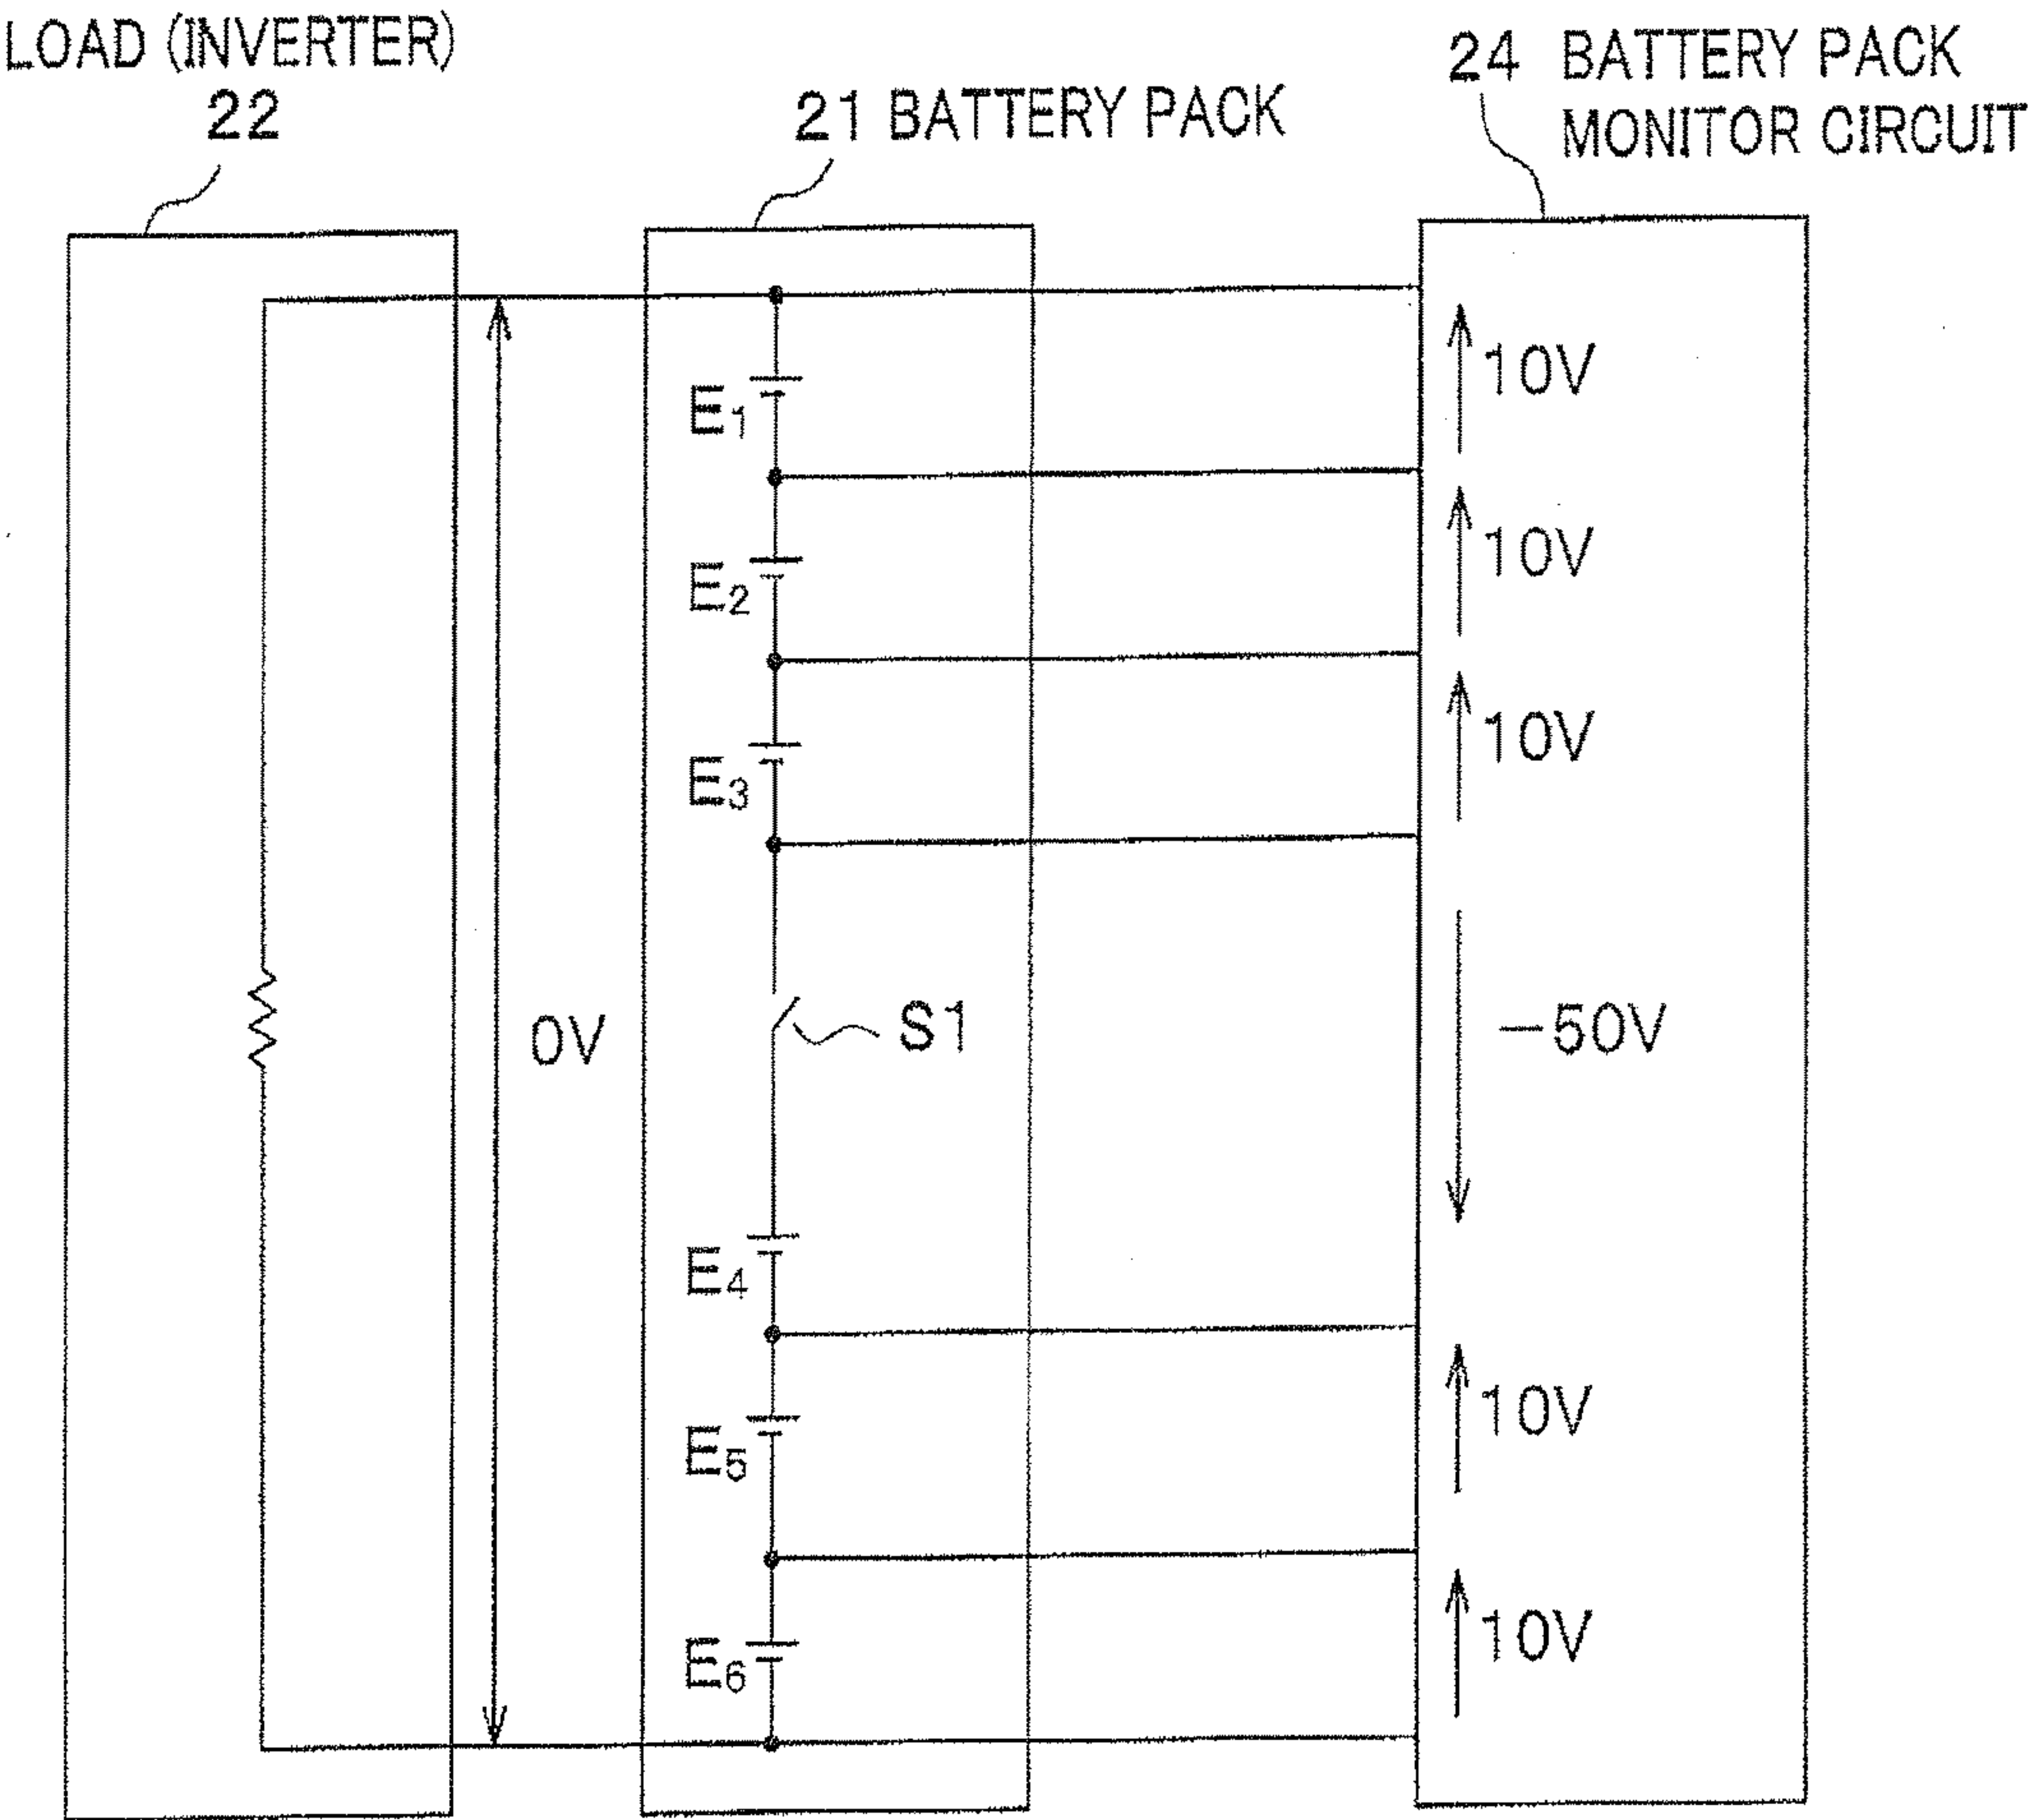 LOAD (INVERTER)
22
21 BATTERY PACK
24 BATTERY PACK
MONITOR CIRCUIT
E1
10V
E2
10V
E3
10V
0V
S1
-50V
E4
E5
10V
E6
10V